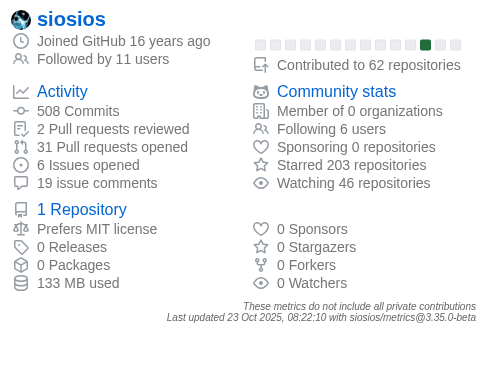 siosios
Joined GitHub 16 years ago
Followed by 11 users
Contributed to 62 repositories
Activity
508 Commits
2 Pull requests reviewed
31 Pull requests opened
6 Issues opened
19 issue comments
Community stats
Member of 0 organizations
Following 6 users
Sponsoring 0 repositories
Starred 203 repositories
Watching 46 repositories
1 Repository
Prefers MIT license
0 Releases
0 Packages
133 MB used
0 Sponsors
0 Stargazers
0 Forkers
0 Watchers
These metrics do not include all private contributions
Last updated 23 Oct 2025, 08:22:10 with siosios/metrics@3.35.0-beta